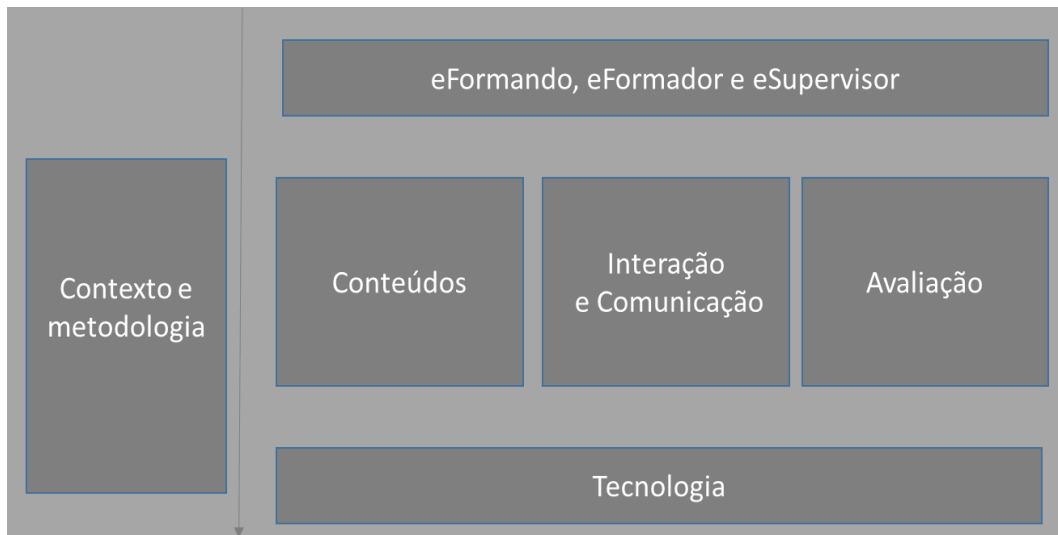 eFormando, eFormador e eSupervisor
Contexto e
metodologia
Conteúdos
Interação
e Comunicação
Avaliação
Tecnologia